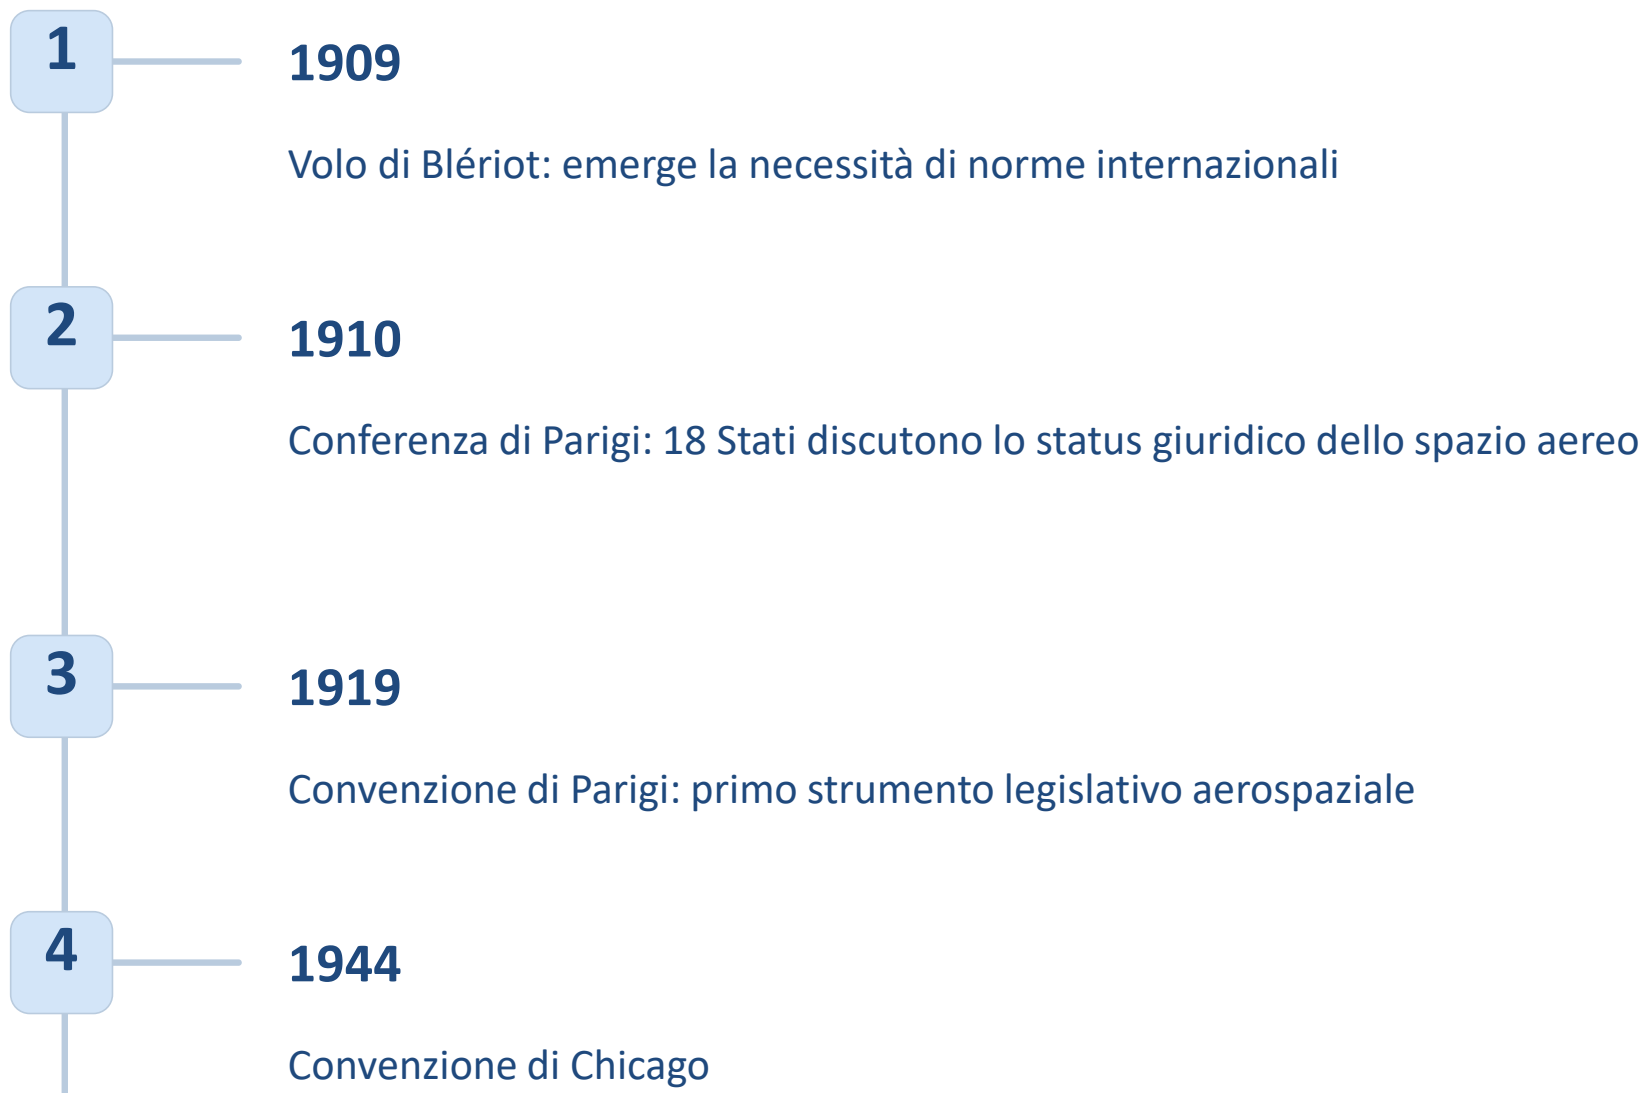 1
1909
Volo di Blériot: emerge la necessità di norme internazionali
2
1910
Conferenza di Parigi: 18 Stati discutono lo status giuridico dello spazio aereo
3
1919
Convenzione di Parigi: primo strumento legislativo aerospaziale
4
1944
Convenzione di Chicago